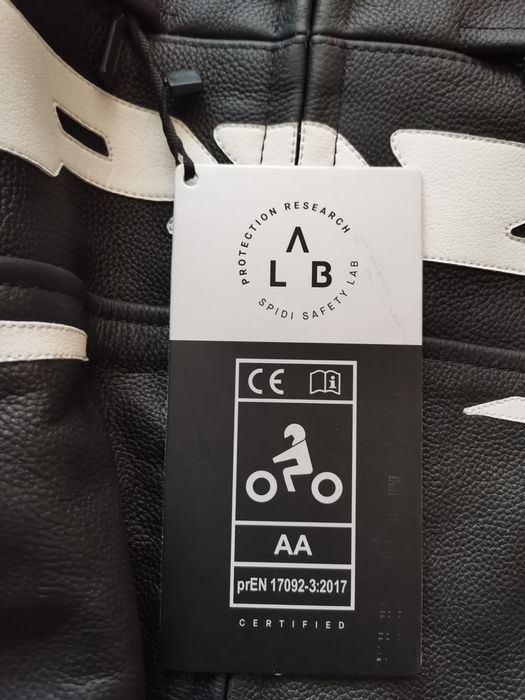 PROTECTION RESEARCH
A
L B
SPIDI SAFETY LAB
CE i
AA
prEN 17092-3:2017
CERTIFIED